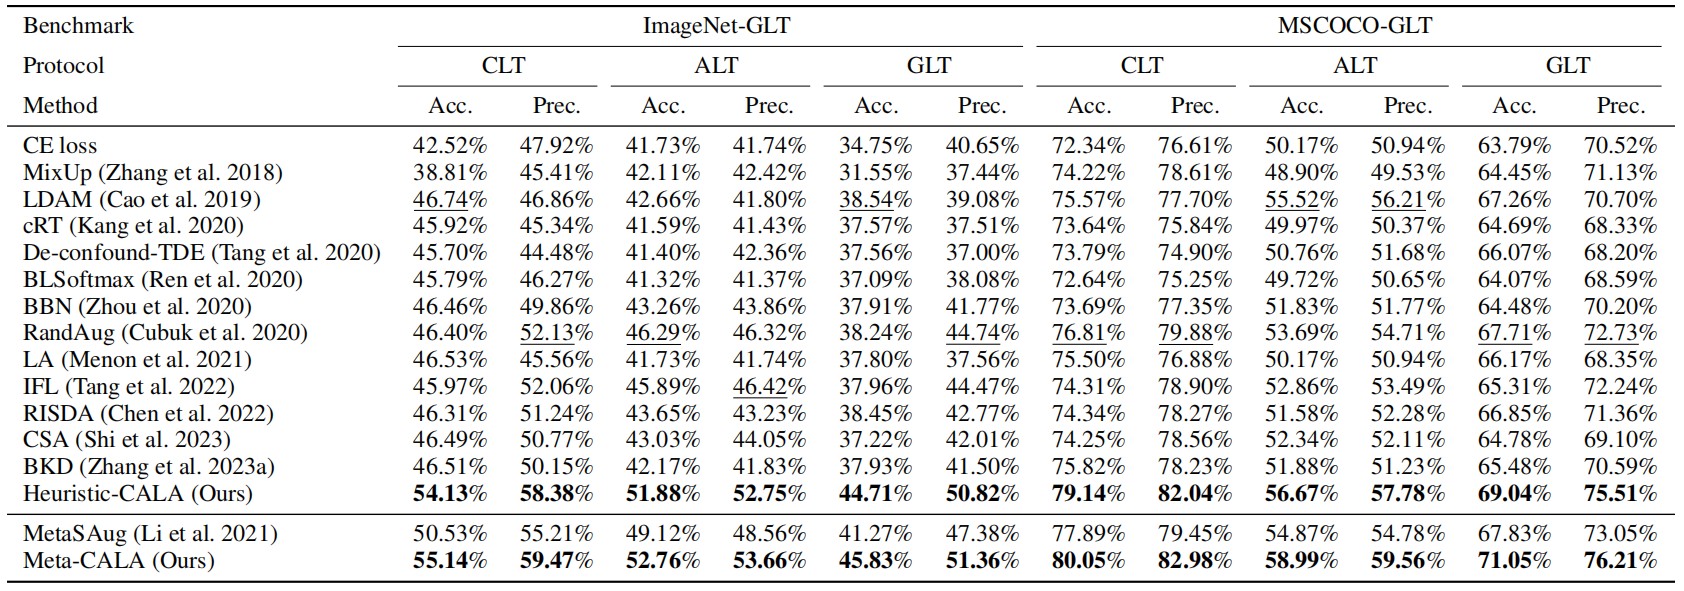 Benchmark ImageNet-GLT MSCOCO-GLT
Protocol CLT ALT GLT CLT ALT GLT
Method Acc. Prec. Acc. Prec. Acc. Prec. Acc. Prec. Acc. Prec. Acc. Prec.
CE loss 42.52% 47.92% 41.73% 41.74% 34.75% 40.65% 72.34% 76.61% 50.17% 50.94% 63.79% 70.52%
MixUp (Zhang et al. 2018) 38.81% 45.41% 42.11% 42.42% 31.55% 37.44% 74.22% 78.61% 48.90% 49.53% 64.45% 71.13%
LDAM (Cao et al. 2019) 46.74% 46.86% 42.66% 41.80% 38.54% 39.08% 75.57% 77.70% 55.52% 56.21% 67.26% 70.70%
cRT (Kang et al. 2020) 45.92% 45.34% 41.59% 41.43% 37.57% 37.51% 73.64% 75.84% 49.97% 50.37% 64.69% 68.33%
De-confound-TDE (Tang et al. 2020) 45.70% 44.48% 41.40% 42.36% 37.56% 37.00% 73.79% 74.90% 50.76% 51.68% 66.07% 68.20%
BLSoftmax (Ren et al. 2020) 45.79% 46.27% 41.32% 41.37% 37.09% 38.08% 72.64% 75.25% 49.72% 50.65% 64.07% 68.59%
BBN (Zhou et al. 2020) 46.46% 49.86% 43.26% 43.86% 37.91% 41.77% 73.69% 77.35% 51.83% 51.77% 64.48% 70.20%
RandAug (Cubuk et al. 2020) 46.40% 52.13% 46.29% 46.32% 38.24% 44.74% 76.81% 79.88% 53.69% 54.71% 67.71% 72.73%
LA (Menon et al. 2021) 46.53% 45.56% 41.73% 41.74% 37.80% 37.56% 75.50% 76.88% 50.17% 50.94% 66.17% 68.35%
IFL (Tang et al. 2022) 45.97% 52.06% 45.89% 46.42% 37.96% 44.47% 74.31% 78.90% 52.86% 53.49% 65.31% 72.24%
RISDA (Chen et al. 2022) 46.31% 51.24% 43.65% 43.23% 38.45% 42.77% 74.34% 78.27% 51.58% 52.28% 66.85% 71.36%
CSA (Shi et al. 2023) 46.49% 50.77% 43.03% 44.05% 37.22% 42.01% 74.25% 78.56% 52.34% 52.11% 64.78% 69.10%
BKD (Zhang et al. 2023a) 46.51% 50.15% 42.17% 41.83% 37.93% 41.50% 75.82% 78.23% 51.88% 51.23% 65.48% 70.59%
Heuristic-CALA (Ours) 54.13% 58.38% 51.88% 52.75% 44.71% 50.82% 79.14% 82.04% 56.67% 57.78% 69.04% 75.51%
MetaSAug (Li et al. 2021) 50.53% 55.21% 49.12% 48.56% 41.27% 47.38% 77.89% 79.45% 54.87% 54.78% 67.83% 73.05%
Meta-CALA (Ours) 55.14% 59.47% 52.76% 53.66% 45.83% 51.36% 80.05% 82.98% 58.99% 59.56% 71.05% 76.21%